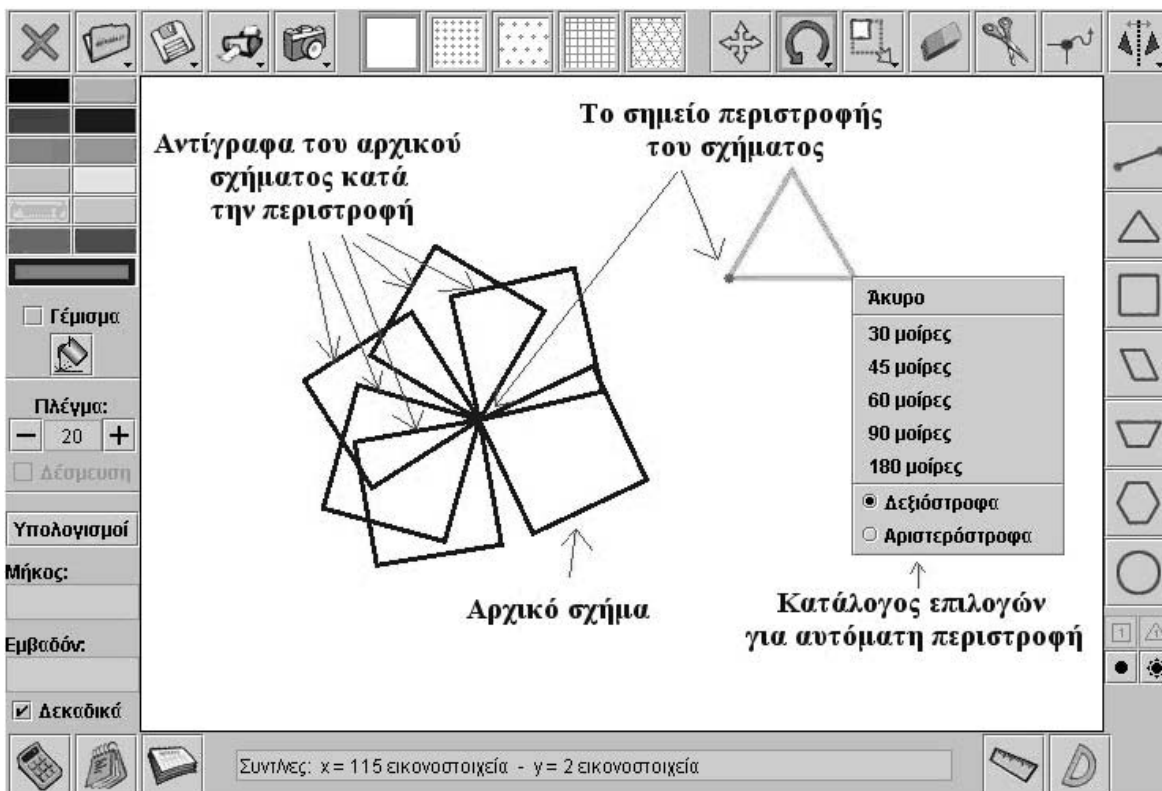 Αντίγραφα του αρχικού
σχήματος κατά
την περιστροφή
Το σημείο περιστροφής
του σχήματος
Γέμισμα
Πλέγμα:
20
Δέσμευση
Υπολογισμοί
Μήκος:
Εμβαδόν:
Δεκαδικά
Άκυρο
30 μοίρες
45 μοίρες
60 μοίρες
90 μοίρες
180 μοίρες
Δεξιόστροφα
Αριστερόστροφα
Αρχικό σχήμα
Κατάλογος επιλογών
για αυτόματη περιστροφή
1
Συντ/νες: x = 115 εικονοστοιχεία - y = 2 εικονοστοιχεία